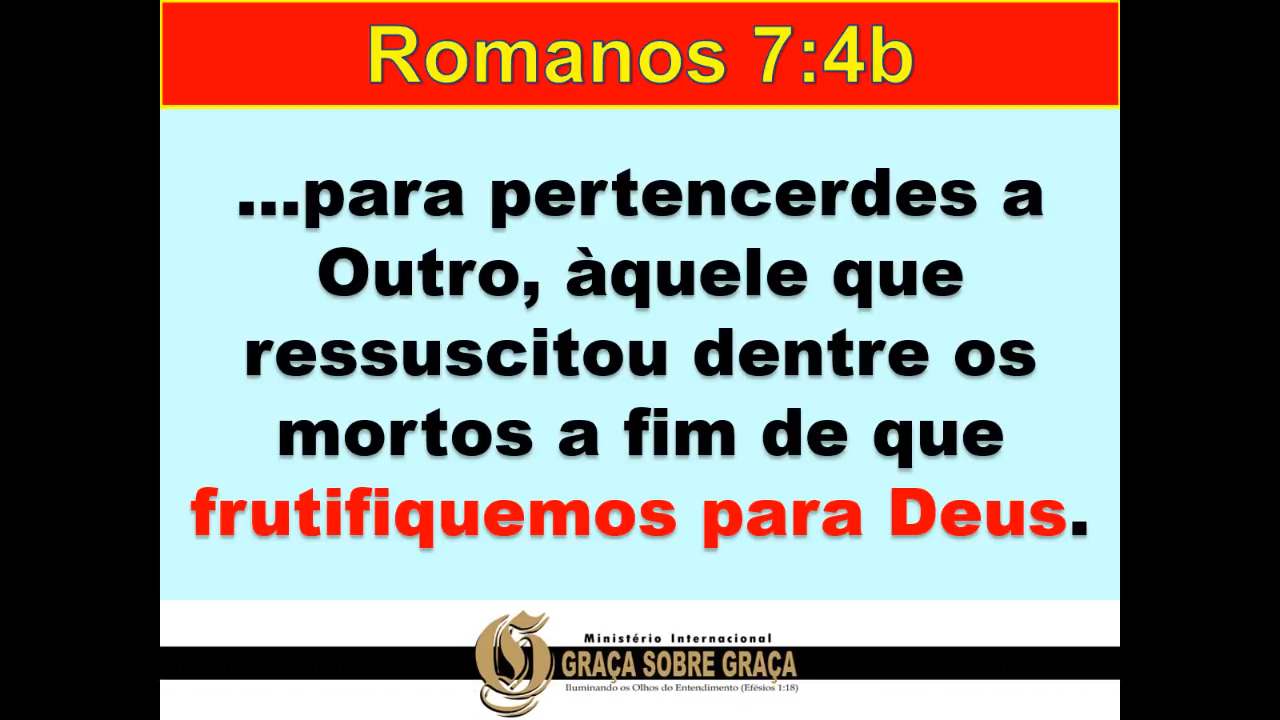 Romanos 7:4b
...para pertencerdes a
Outro, àquele que
ressuscitou dentre os
mortos a fim de que
frutifiquemos para Deus.
Ministério Internacional
GRAÇA SOBRE GRAÇA
Iluminando os Olhos do Entendimento (Efésios 1:18)